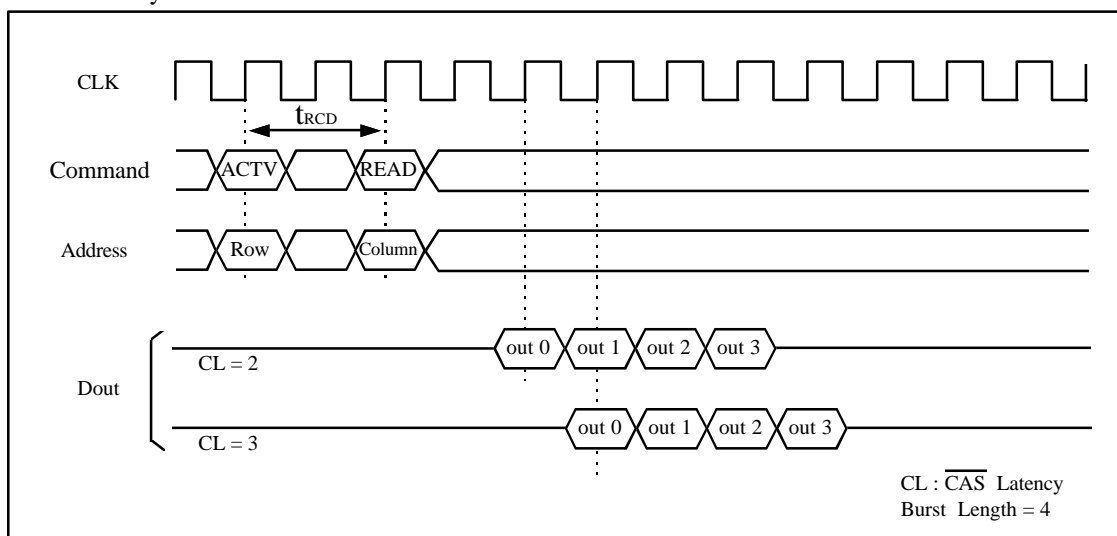 CLK
tRCD
Command
ACTV
READ
Address
Row
Column
Dout
CL = 2
out 0
out 1
out 2
out 3
CL = 3
out 0
out 1
out 2
out 3
CL : CAS Latency
Burst Length = 4